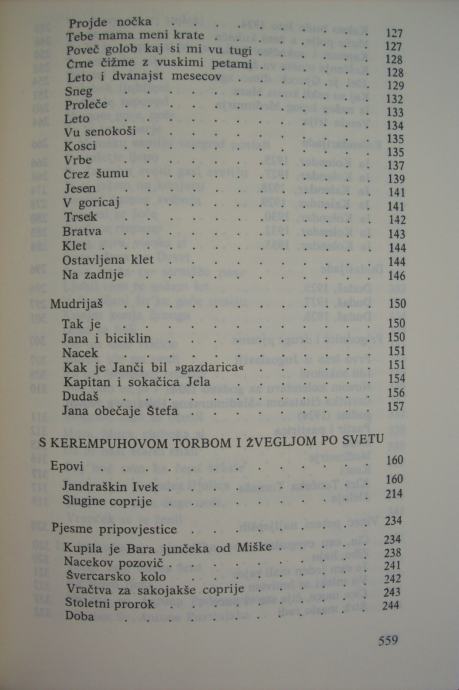 Projde nočka . . . . . . . . . 127
Tebe mama meni krate . . . . . . . 127
Poveč golob kaj si mi vu tugi . . . . . 128
Črne čižme z vuskimi petami . . . . . 128
Leto i dvanajst mesecov . . . . . . 129
Sneg . . . . . . . . . . 132
Proleče . . . . . . . . . . 133
Leto . . . . . . . . . . 134
Vu senokoši . . . . . . . . . 135
Kosci . . . . . . . . . . 135
Vrbe . . . . . . . . . . 137
Črez šumu . . . . . . . . . 139
Jesen . . . . . . . . . . 141
V goricaj . . . . . . . . . 141
Trsek . . . . . . . . . . 142
Bratva . . . . . . . . . . 143
Klet . . . . . . . . . . 144
Ostavljena klet . . . . . . . . 144
Na zadnje . . . . . . . . . 146
Mudrijaš . . . . . . . . . . 150
Tak je . . . . . . . . . . 150
Jana i biciklin . . . . . . . . 150
Nacek . . . . . . . . . . 151
Kak je Janči bil »gazdarica« . . . . . 151
Kapitan i sokačica Jela . . . . . . 154
Dudaš . . . . . . . . . . 156
Jana obečaje Štefa . . . . . . . 157
S KEREMPUHOVOM TORBOM I ŽVEGLJOM PO SVETU
Epovi . . . . . . . . . . 160
Jandraškin Ivek . . . . . . . . 160
Slugine coprije . . . . . . . . 214
Pjesme pripovjestice . . . . . . . 234
Kupila je Bara junčeka od Miške . . . . 234
Nacekov pozovič . . . . . . . . 238
Švercarsko kolo . . . . . . . . 241
Vračtva za sakojakše coprije . . . . . 242
Stoletni prorok . . . . . . . . 243
Doba . . . . . . . . . . 244
559